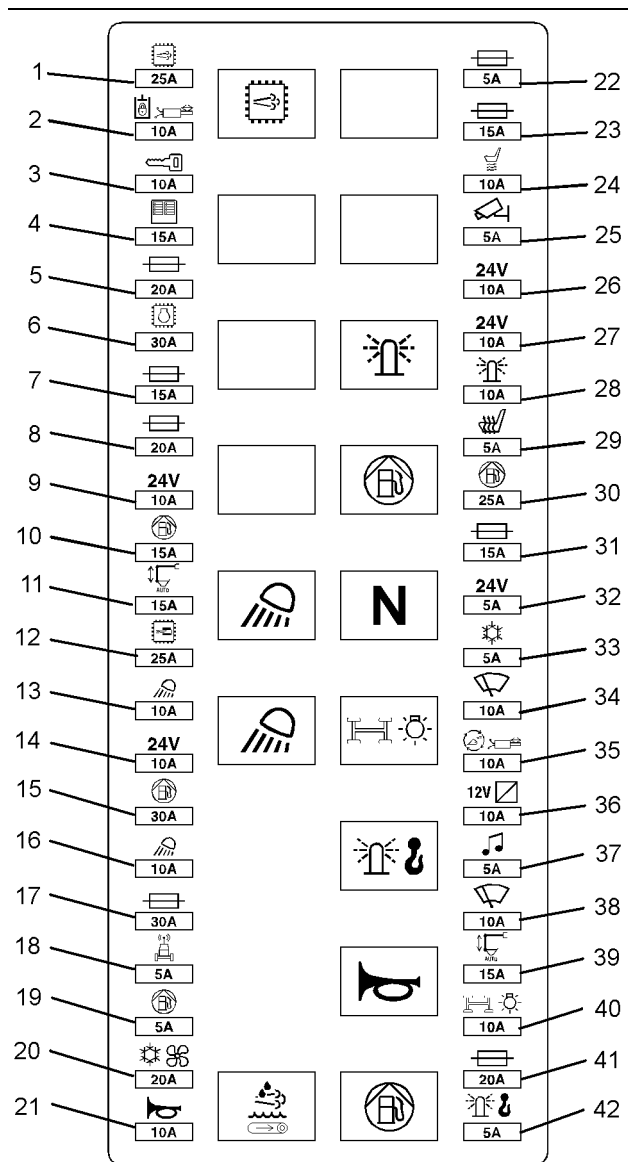 1 25A
2 10A
3 10A
4 15A
5 20A
6 30A
7 15A
8 20A
9 24V 10A
10 15A
11 AUTO 15A
12 25A
13 10A
14 24V 10A
15 30A
16 10A
17 30A
18 5A
19 5A
20 20A
21 10A
N
5A 22
15A 23
10A 24
5A 25
24V 10A 26
24V 10A 27
10A 28
5A 29
25A 30
15A 31
24V 5A 32
5A 33
10A 34
10A 35
12V 10A 36
5A 37
10A 38
AUTO 15A 39
10A 40
20A 41
5A 42